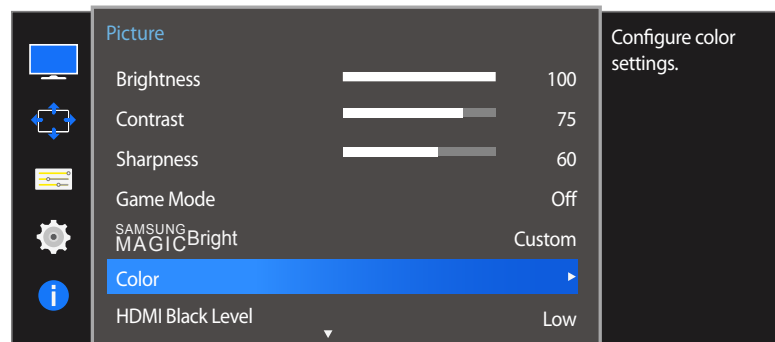 Picture
Brightness 100
Contrast 75
Sharpness 60
Game Mode Off
SAMSUNG
MAGICBright Custom
Color
HDMI Black Level Low
Configure color
settings.
i